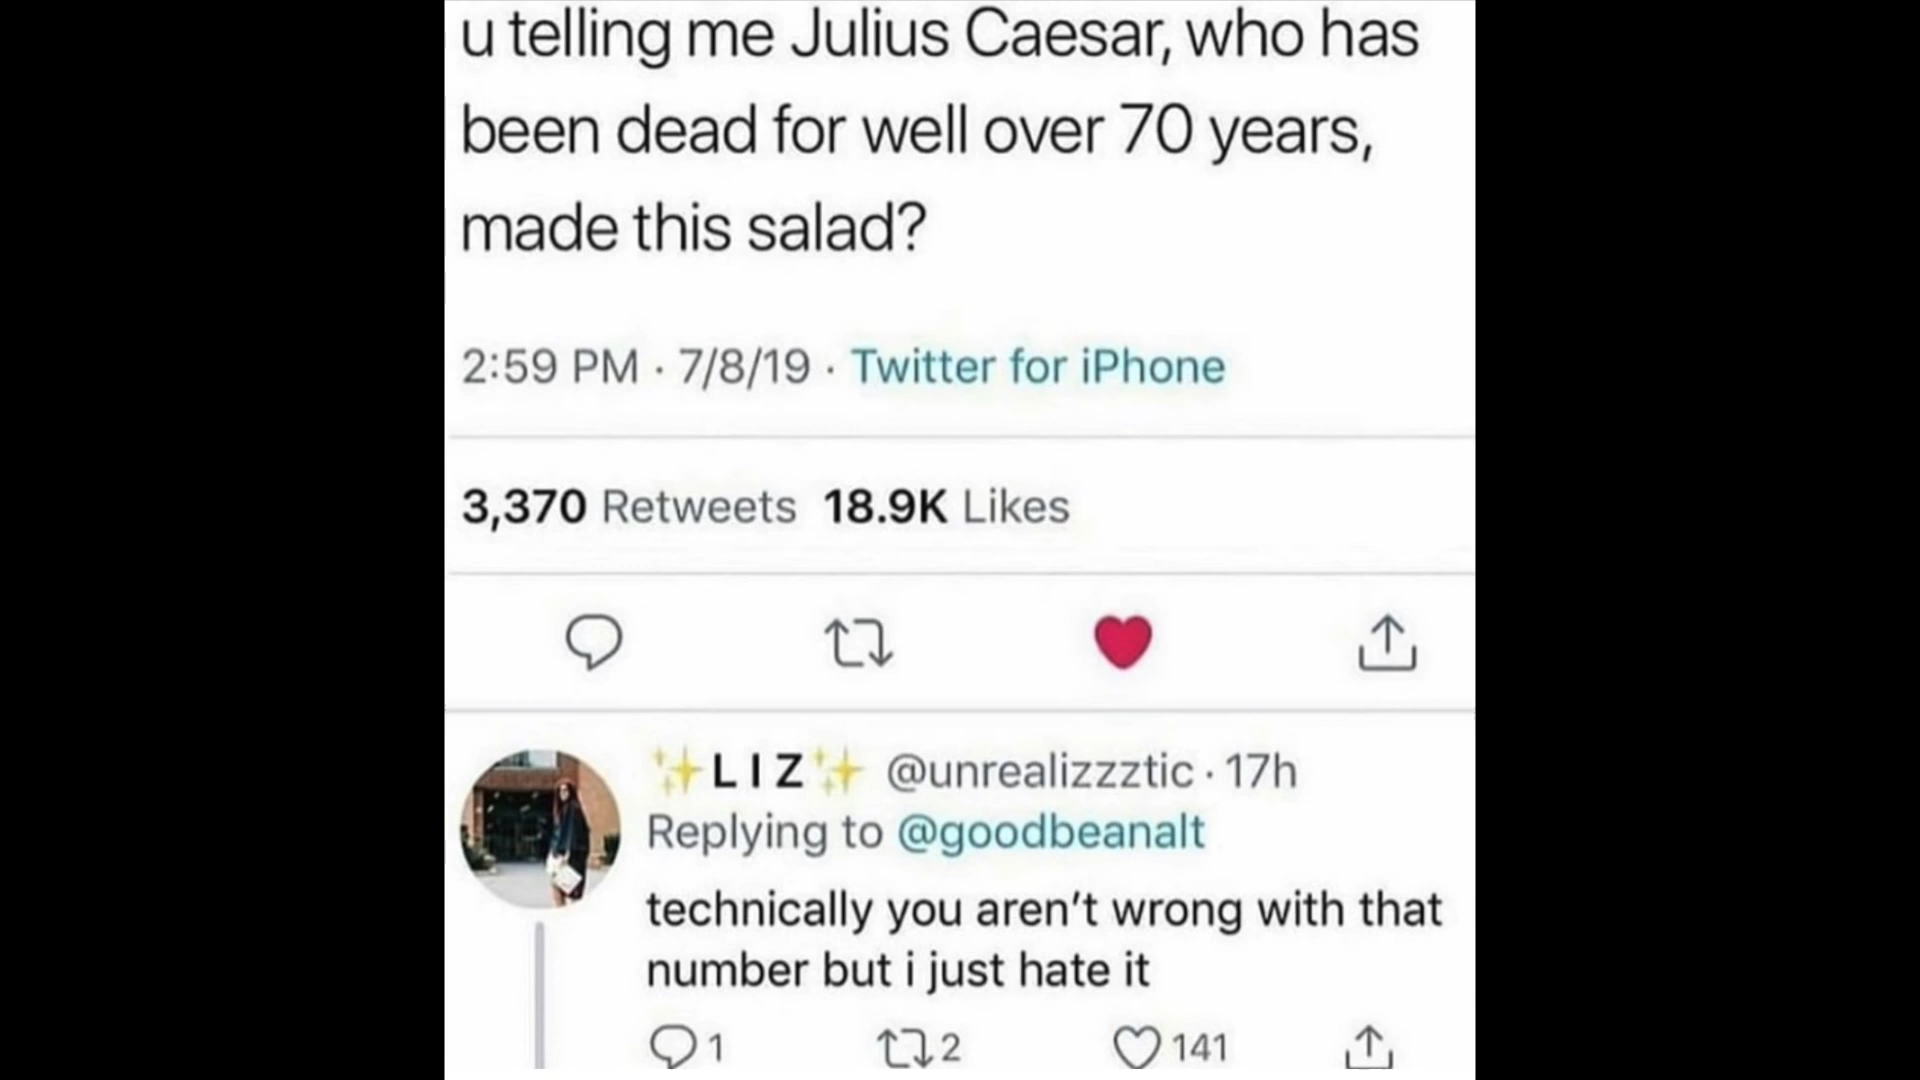 u telling me Julius Caesar, who has
been dead for well over 70 years,
made this salad?
2:59 PM · 7/8/19 · Twitter for iPhone
3,370 Retweets 18.9K Likes
✨L I Z✨ @unrealizzztic · 17h
Replying to @goodbeanalt
technically you aren't wrong with that
number but i just hate it
1 2 141